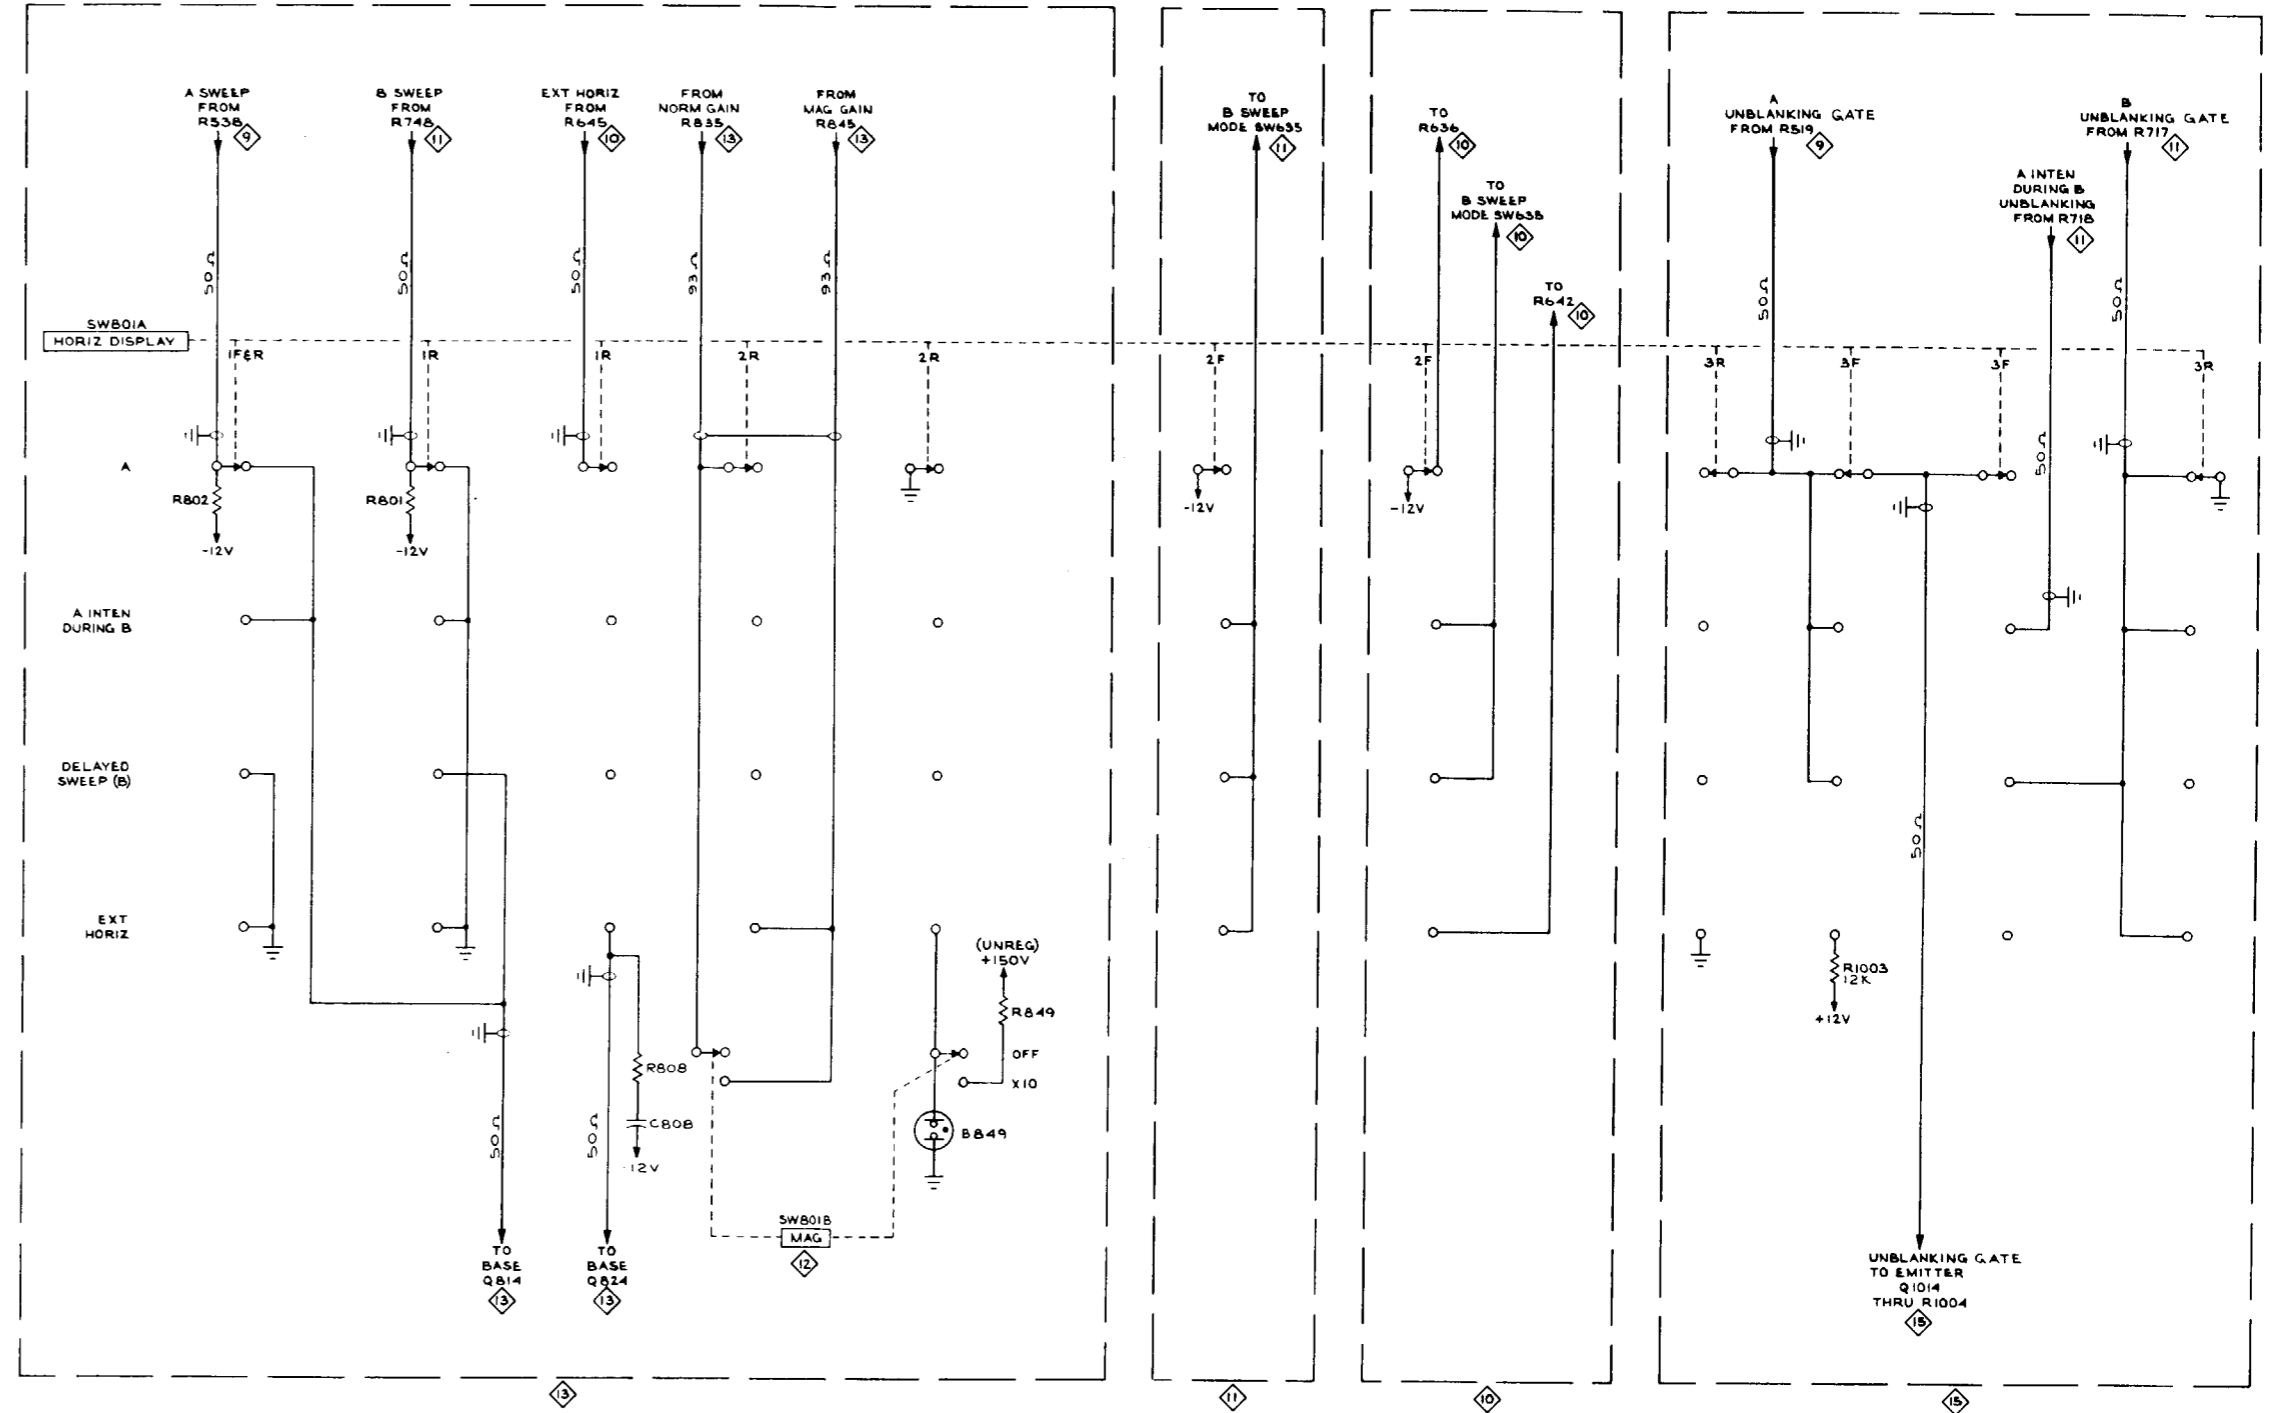 A SWEEP
FROM
R538
9
B SWEEP
FROM
R748
11
EXT HORIZ
FROM
R645
10
FROM
NORM GAIN
R835
13
FROM
MAG GAIN
R845
13
TO
B SWEEP
MODE SW635
11
TO
R636
10
TO
B SWEEP
MODE SW635
10
TO
R642
10
A
UNBLANKING GATE
FROM R519
9
A INTEN
DURING B
UNBLANKING
FROM R718
11
B
UNBLANKING GATE
FROM R717
11
50Ω
50Ω
50Ω
93Ω
93Ω
50Ω
50Ω
50Ω
SW801A
HORIZ DISPLAY
1F&R
1R
1R
2R
2R
2F
2F
3R
3F
3F
3R
A
R802
-12V
R801
-12V
-12V
-12V
A INTEN
DURING B
DELAYED
SWEEP (B)
EXT
HORIZ
(UNREG)
+150V
R849
OFF
X10
B849
R808
C808
12V
50Ω
50Ω
50Ω
R1003
12K
+12V
SW801B
MAG
12
TO
BASE
Q814
13
TO
BASE
Q824
13
UNBLANKING GATE
TO EMITTER
Q1014
THRU R1004
15
13
11
10
15